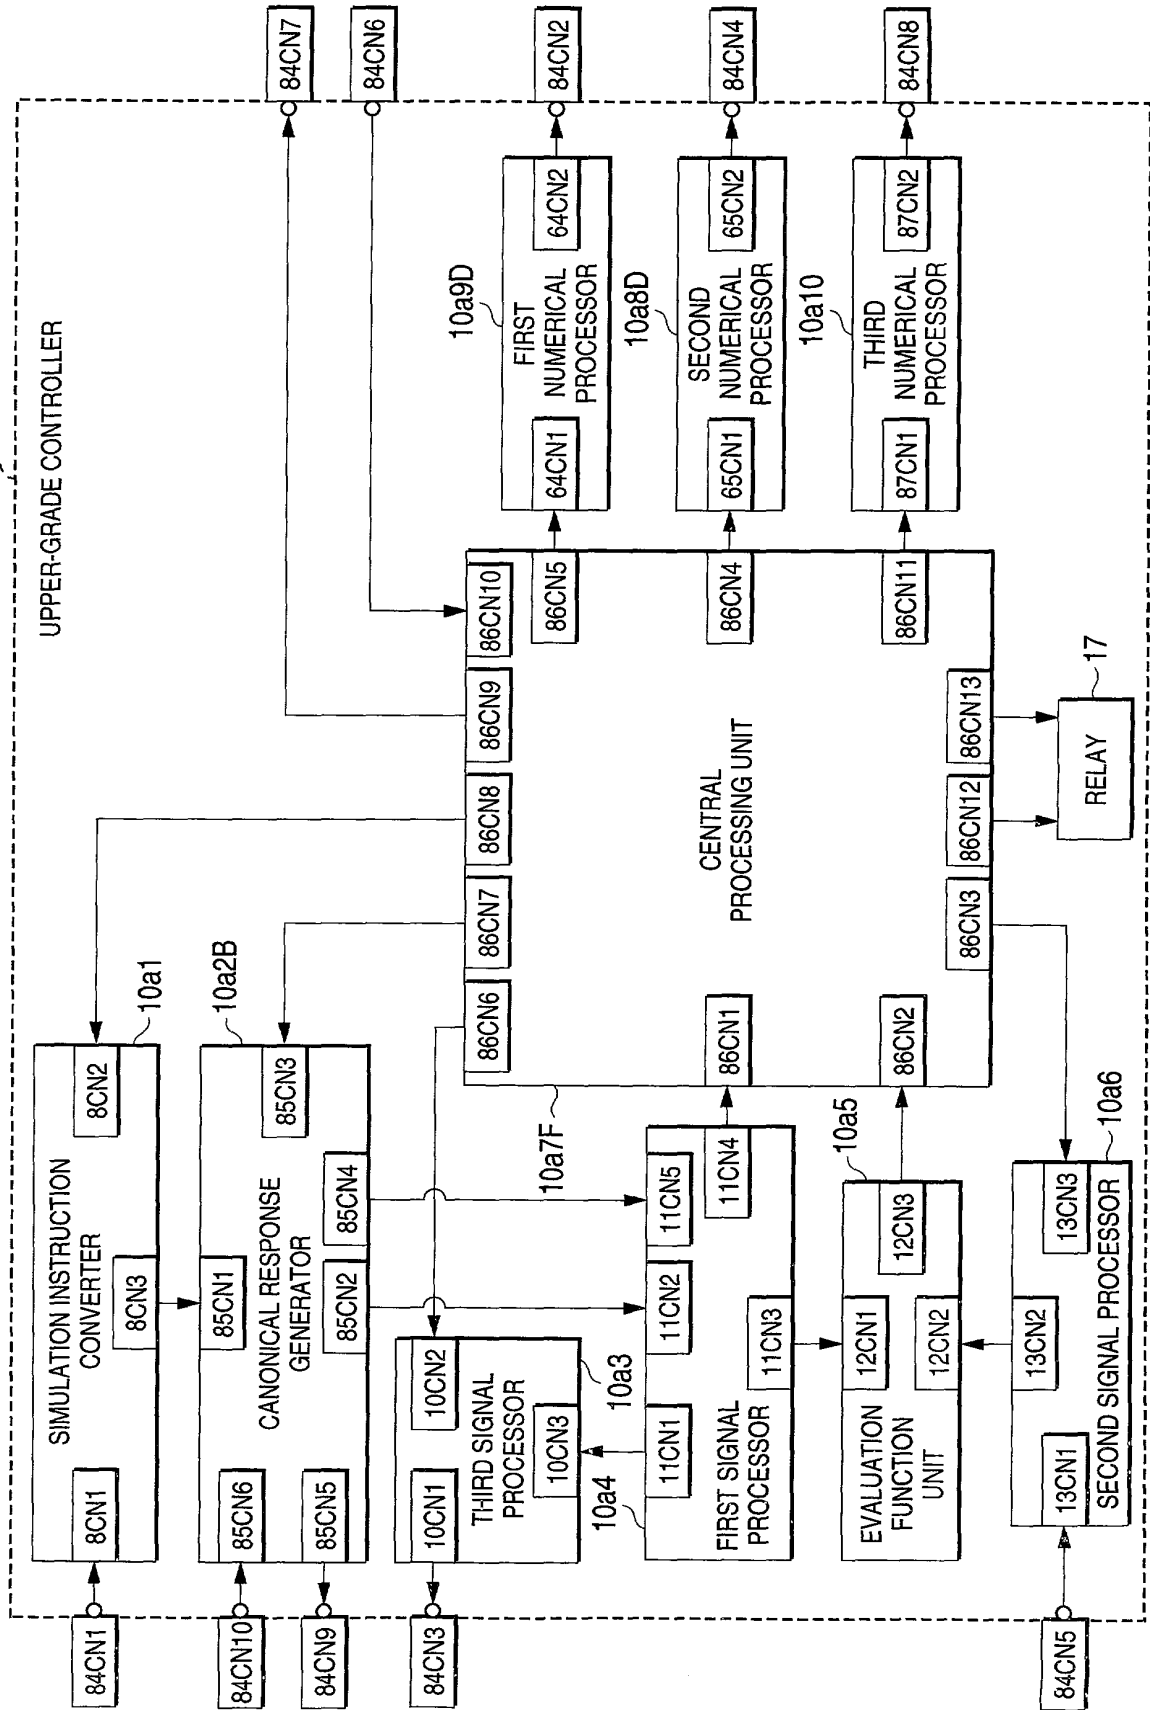 UPPER-GRADE CONTROLLER
84CN1
84CN10
84CN9
84CN3
84CN5
8CN1
SIMULATION INSTRUCTION
CONVERTER
8CN2
8CN3
10a1
85CN6
85CN5
CANONICAL RESPONSE
GENERATOR
85CN1
85CN3
85CN2
85CN4
10a2B
10CN1
THIRD SIGNAL
PROCESSOR
10CN2
10CN3
10a3
10a4
11CN1
11CN2
11CN5
FIRST SIGNAL
PROCESSOR
11CN3
11CN4
EVALUATION
FUNCTION
UNIT
12CN1
12CN2
12CN3
10a5
13CN1
13CN2
13CN3
SECOND SIGNAL PROCESSOR
10a6
10a7F
86CN6
86CN7
86CN8
86CN9
86CN10
86CN1
86CN2
CENTRAL
PROCESSING UNIT
86CN5
86CN4
86CN11
86CN3
86CN12
86CN13
RELAY
17
64CN1
FIRST
NUMERICAL
PROCESSOR
64CN2
10a9D
65CN1
SECOND
NUMERICAL
PROCESSOR
65CN2
10a8D
87CN1
THIRD
NUMERICAL
PROCESSOR
87CN2
10a10
84CN7
84CN6
84CN2
84CN4
84CN8